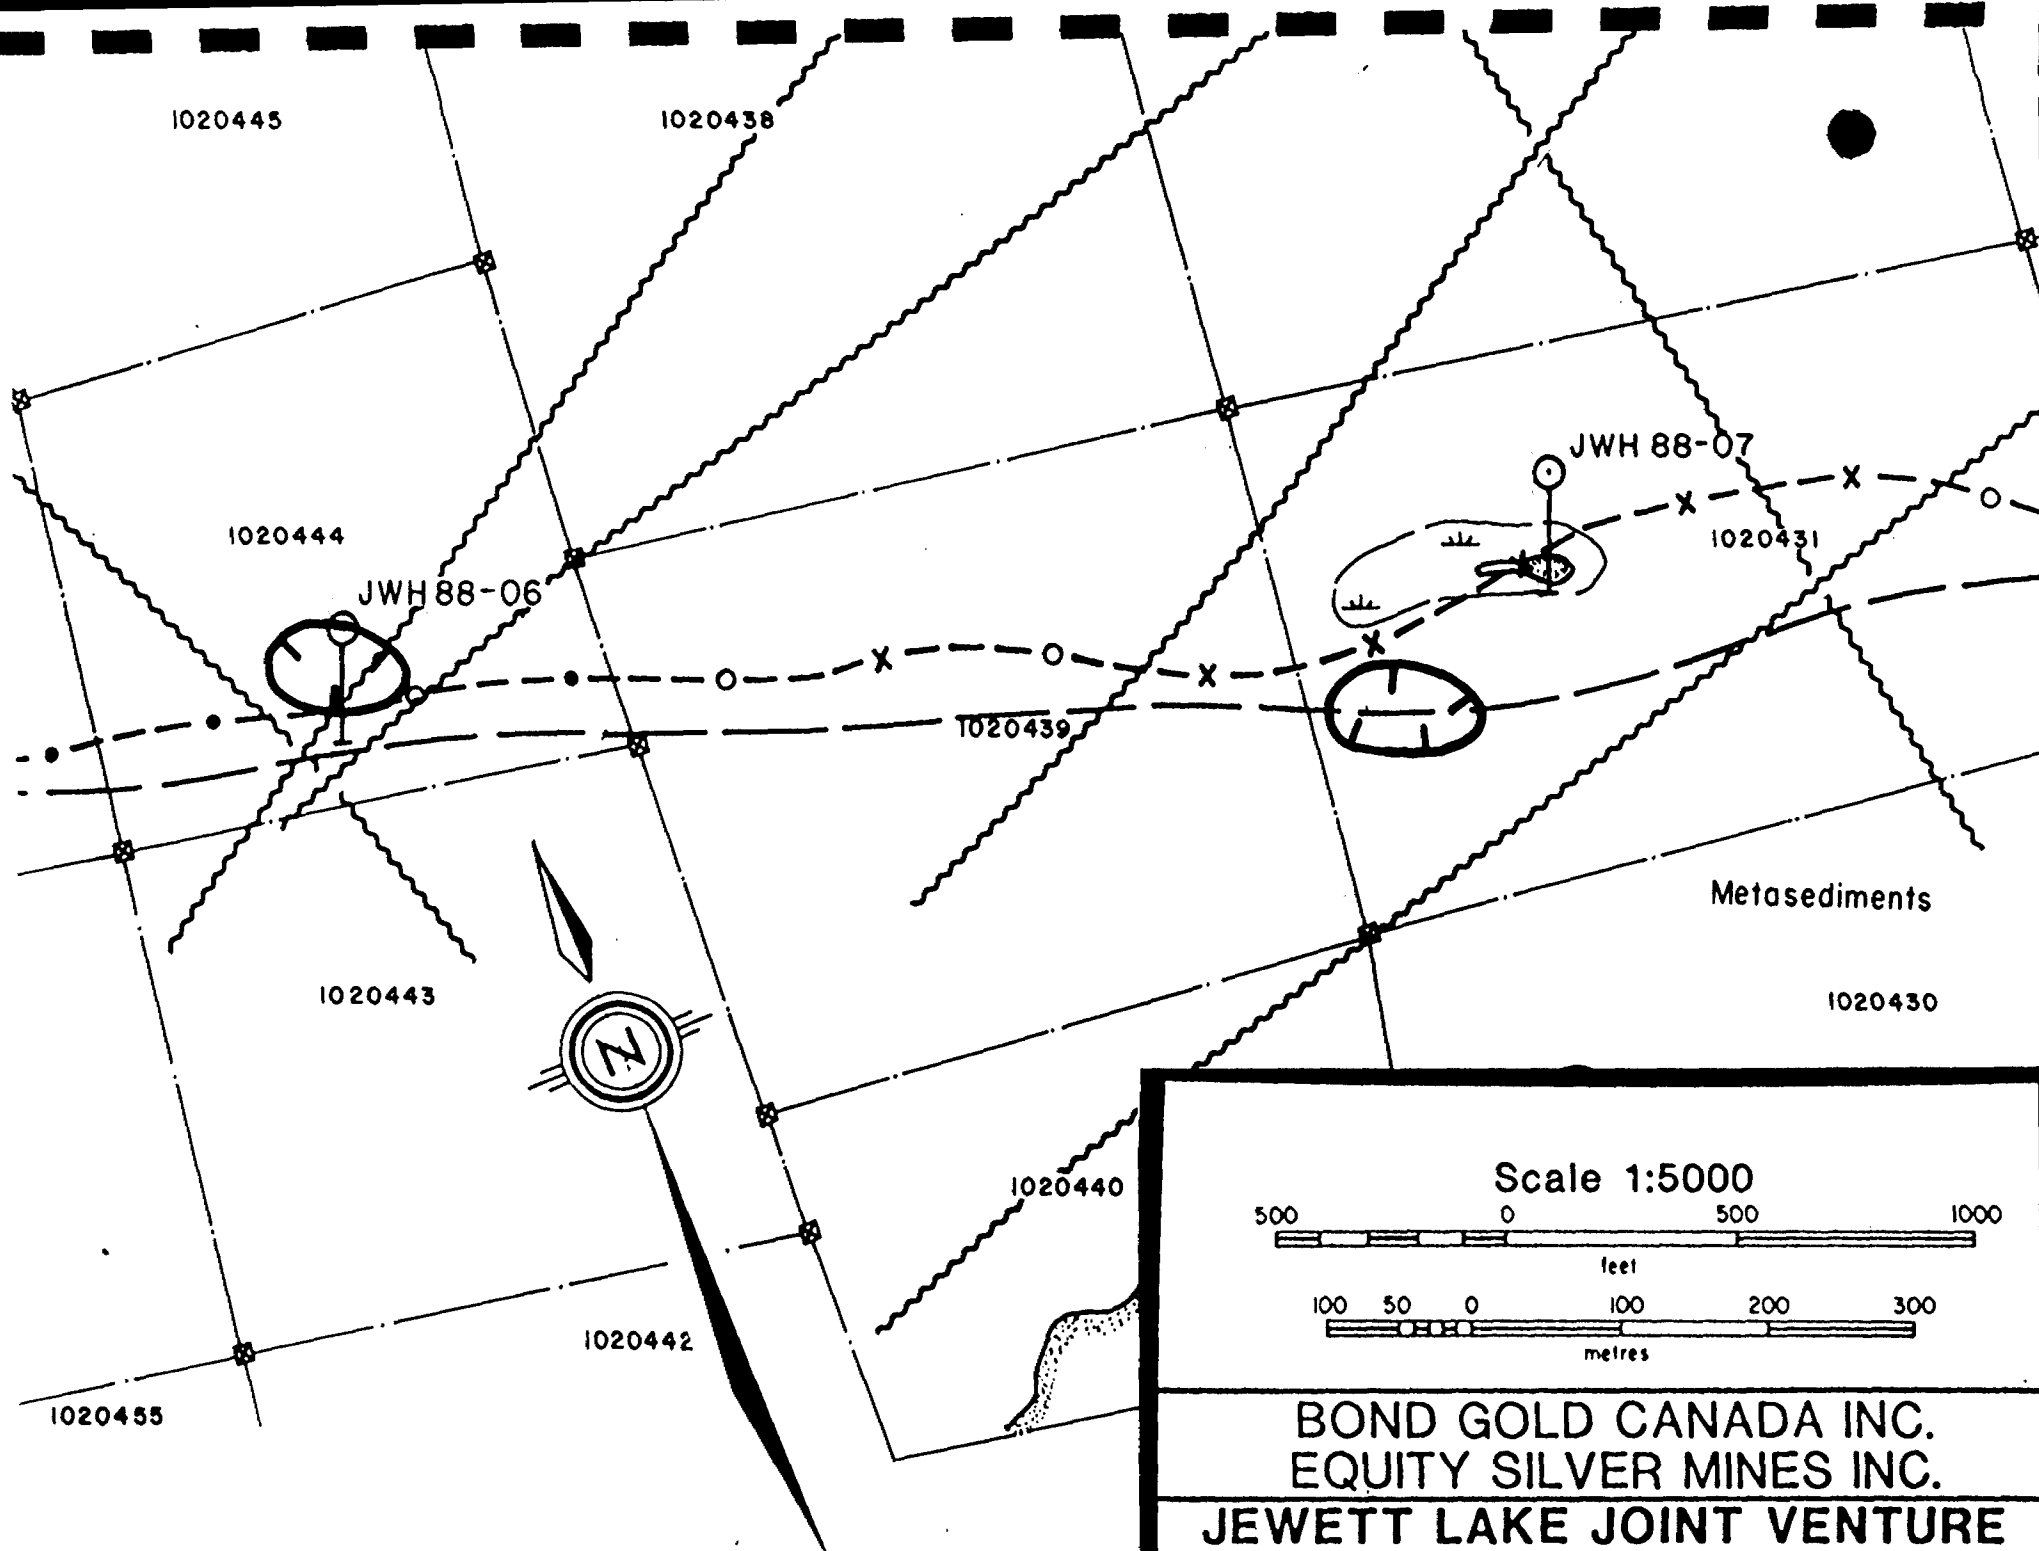 1020445
1020438
JWH 88-07
1020444
1020431
JWH 88-06
1020439
Metasediments
1020443
1020430
N
1020440
Scale 1:5000
500 0 500 1000
feet
100 50 0 100 200 300
metres
1020442
1020455
BOND GOLD CANADA INC.
EQUITY SILVER MINES INC.
JEWETT LAKE JOINT VENTURE